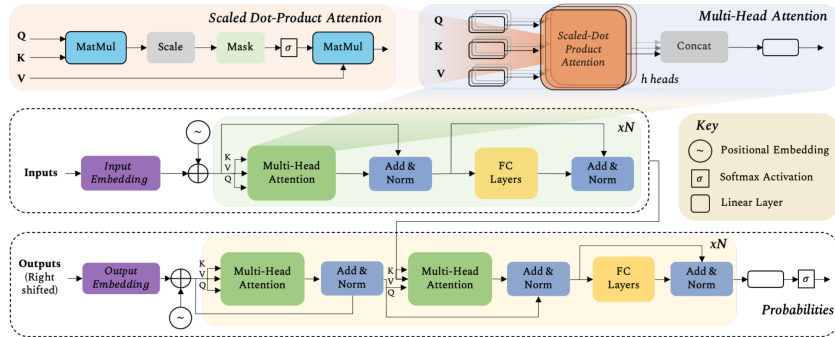 Scaled Dot-Product Attention
Q
K
V
MatMul
Scale
Mask
σ
MatMul
Multi-Head Attention
Q
K
V
Scaled-Dot
Product
Attention
h heads
Concat
xN
Inputs
Input
Embedding
~
K
V
Q
Multi-Head
Attention
Add &
Norm
FC
Layers
Add &
Norm
Key
~ Positional Embedding
σ Softmax Activation
Linear Layer
xN
Outputs
(Right
shifted)
Output
Embedding
~
K
V
Q
Multi-Head
Attention
Add &
Norm
K
V
Q
Multi-Head
Attention
Add &
Norm
FC
Layers
Add &
Norm
σ
Probabilities